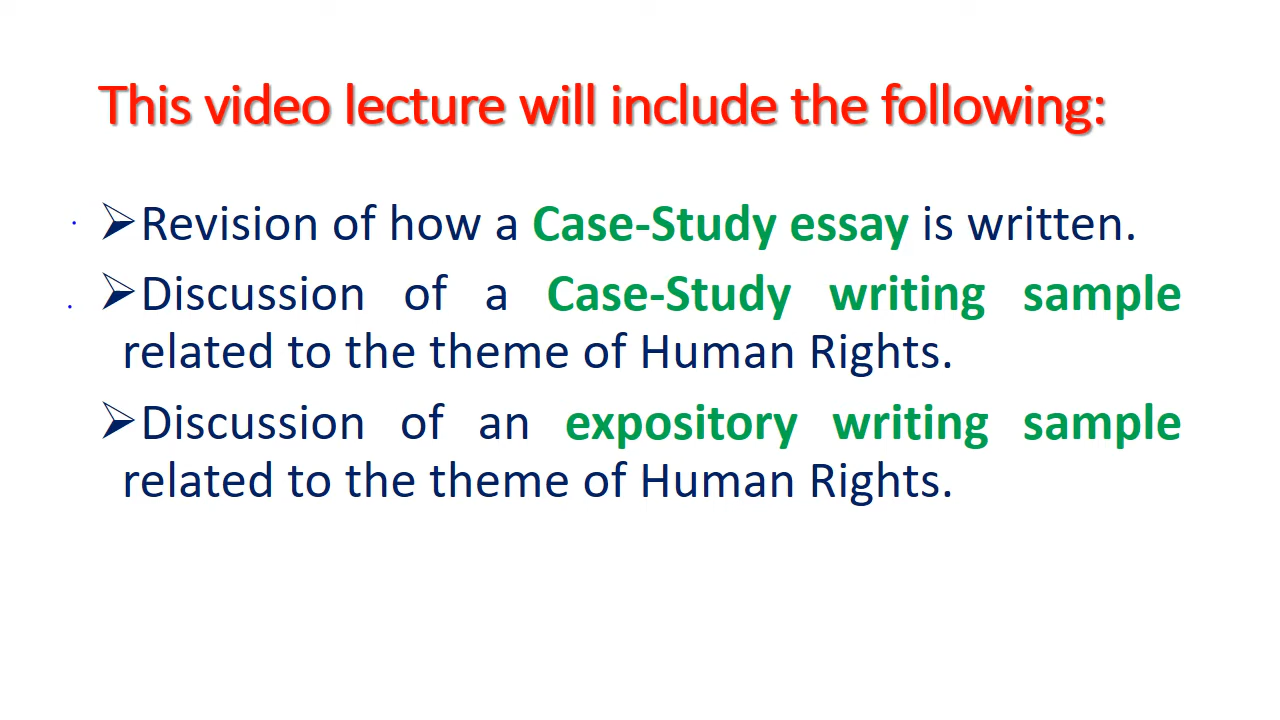 This video lecture will include the following:
➢Revision of how a Case-Study essay is written.
➢Discussion of a Case-Study writing sample
related to the theme of Human Rights.
➢Discussion of an expository writing sample
related to the theme of Human Rights.